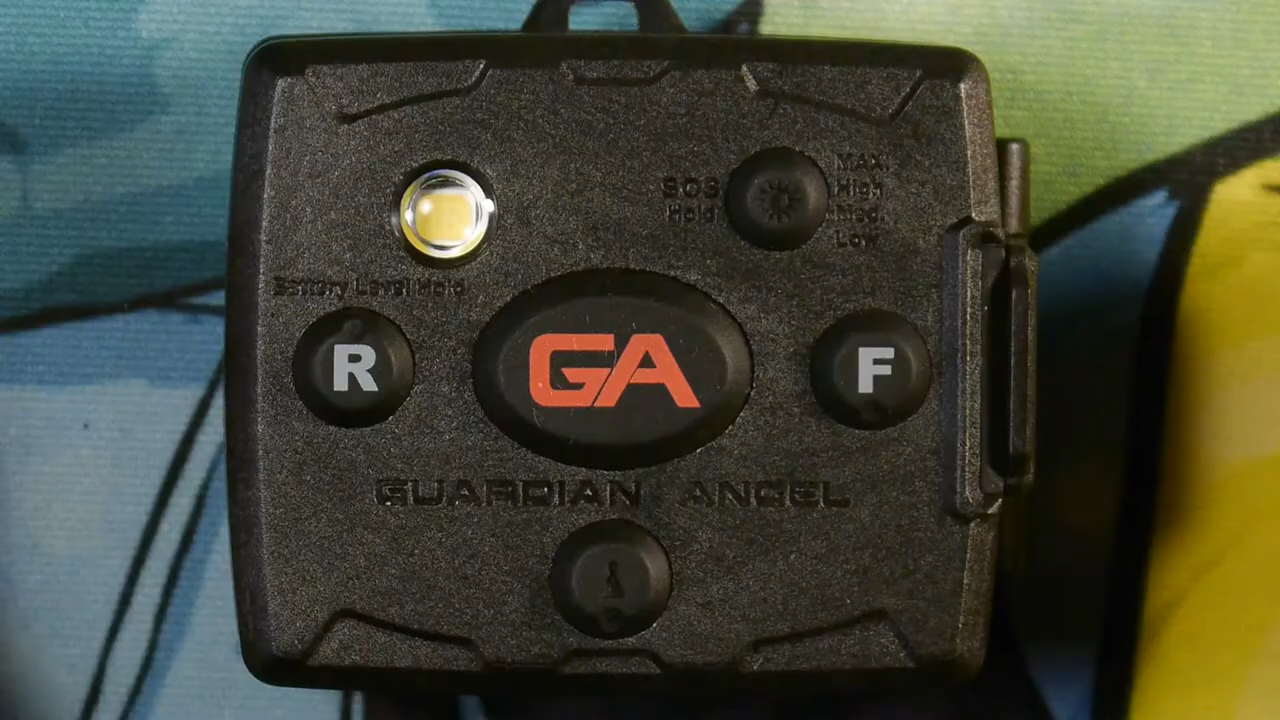 SOS
Hold
MAX.
High
Med.
Low
Battery Level Hold
R
GA
F
GUARDIAN ANGEL